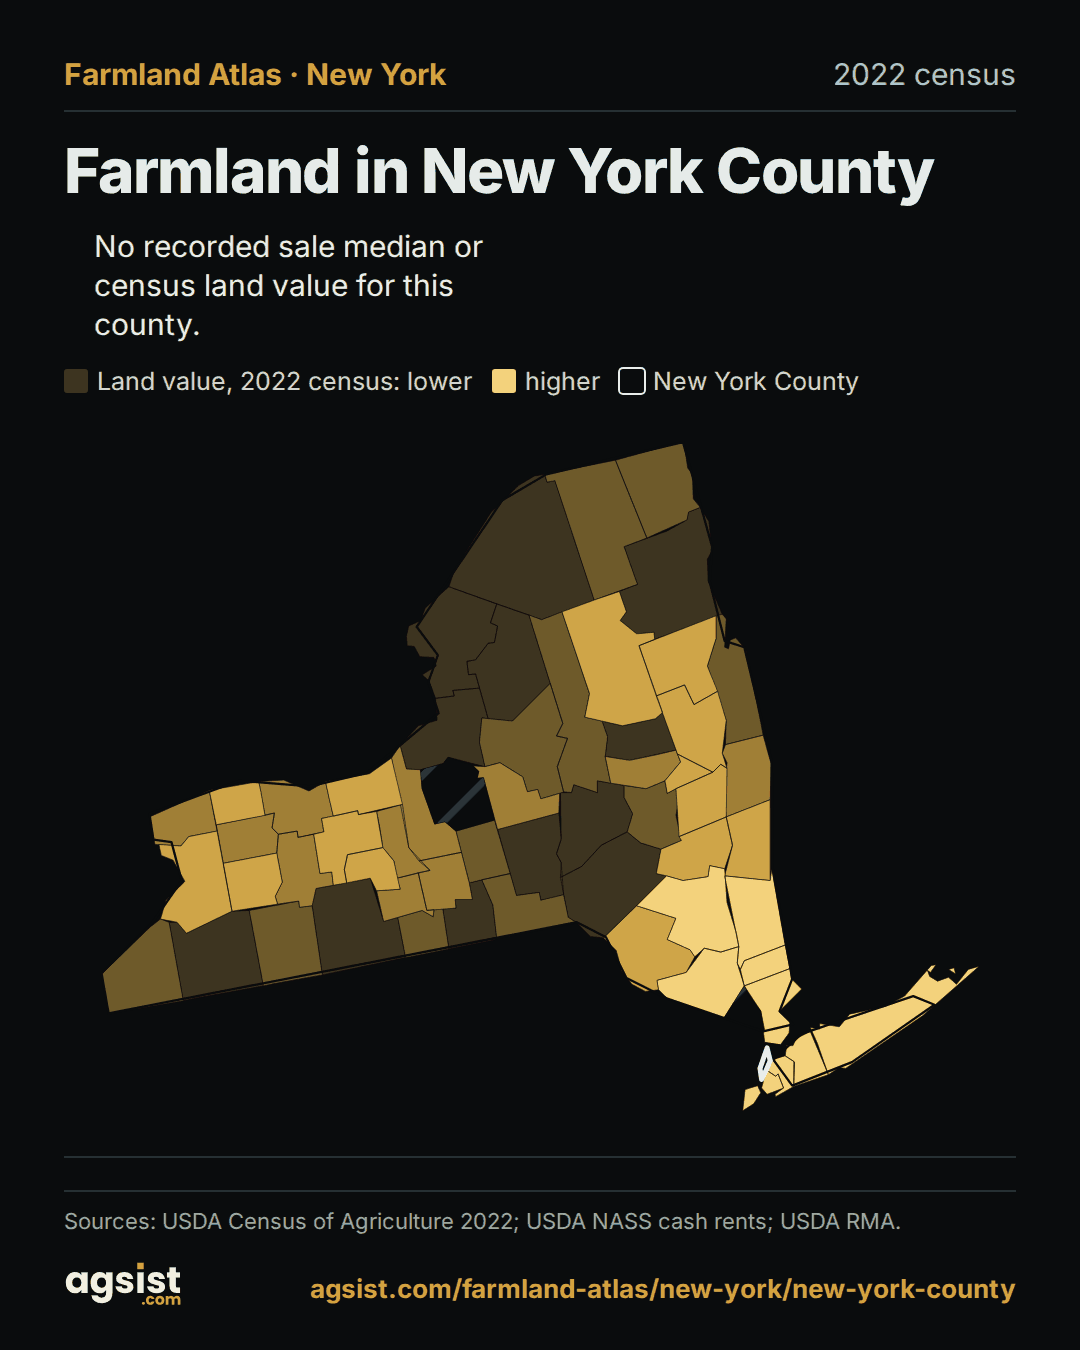 Farmland Atlas · New York
2022 census
Farmland in New York County
No recorded sale median or
census land value for this
county.
Land value, 2022 census: lower
higher
New York County
Sources: USDA Census of Agriculture 2022; USDA NASS cash rents; USDA RMA.
agsist
.com
agsist.com/farmland-atlas/new-york/new-york-county